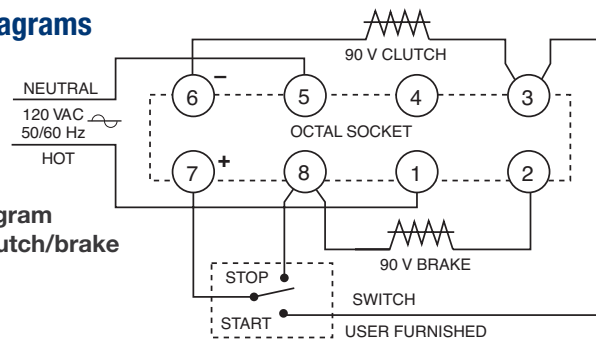 agrams
90 V CLUTCH
NEUTRAL
120 VAC
50/60 Hz
HOT
6 – 5 4 3
OCTAL SOCKET
7 + 8 1 2
gram
utch/brake
90 V BRAKE
STOP
SWITCH
START
USER FURNISHED